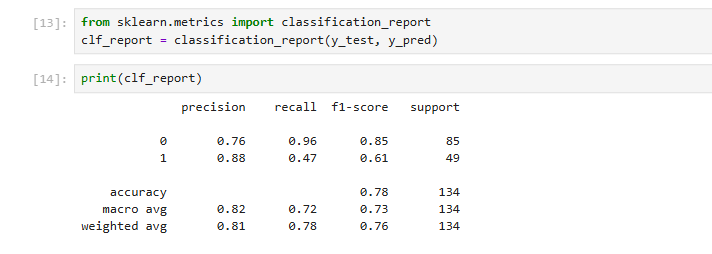 [13]: from sklearn.metrics import classification_report
clf_report = classification_report(y_test, y_pred)
[14]: print(clf_report)
precision recall f1-score support
0 0.76 0.96 0.85 85
1 0.88 0.47 0.61 49
accuracy 0.78 134
macro avg 0.82 0.72 0.73 134
weighted avg 0.81 0.78 0.76 134